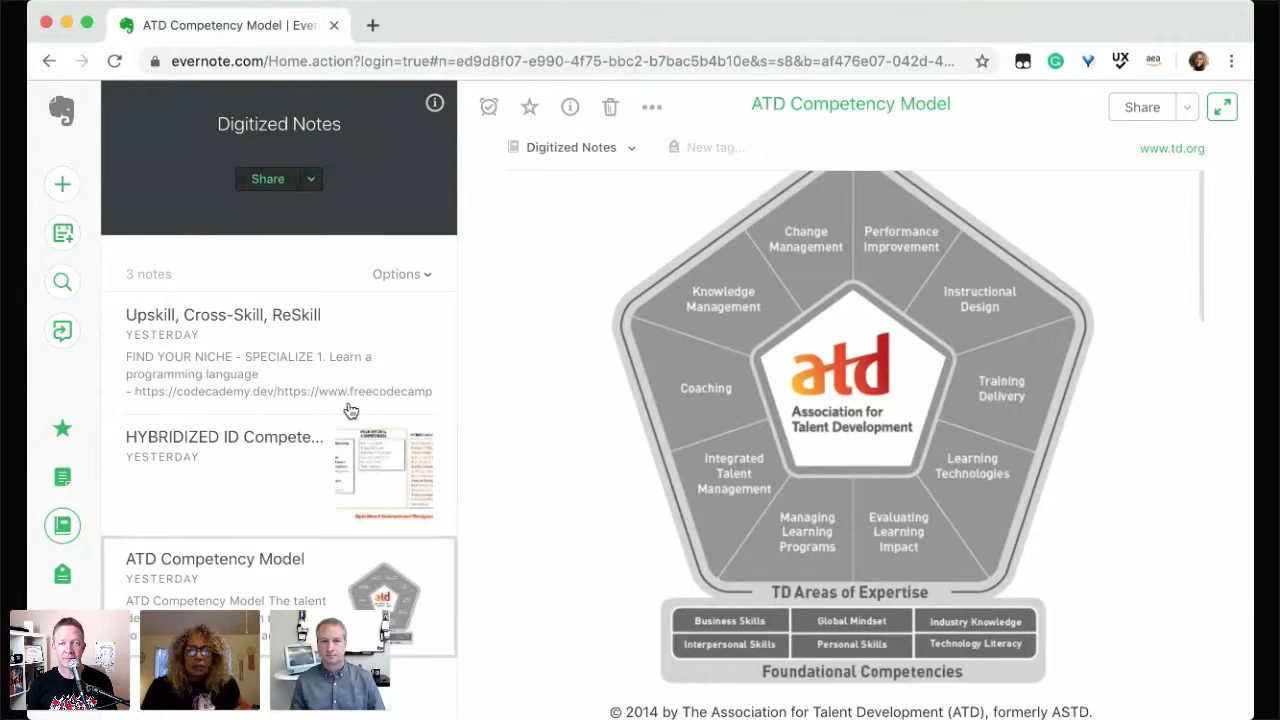 ATD Competency Model | Ever
evernote.com/Home.action?login=true#n=ed9d8f07-e990-4f75-bbc2-b7bac5b4b10e&s=s8&b=af476e07-042d-4...
UX
aea
Digitized Notes
Share
3 notes
Options
Upskill, Cross-Skill, ReSkill
YESTERDAY
FIND YOUR NICHE - SPECIALIZE 1. Learn a
programming language
- https://codecademy.dev/https://www.freecodecamp
HYBRIDIZED ID Compete...
YESTERDAY
ATD Competency Model
YESTERDAY
ATD Competency Model The talent
ATD Competency Model
Share
Digitized Notes
New tag...
www.td.org
Change
Management
Performance
Improvement
Knowledge
Management
Instructional
Design
Coaching
Training
Delivery
Integrated
Talent
Management
Learning
Technologies
Managing
Learning
Programs
Evaluating
Learning
Impact
atd
Association for
Talent Development
TD Areas of Expertise
Business Skills
Global Mindset
Industry Knowledge
Interpersonal Skills
Personal Skills
Technology Literacy
Foundational Competencies
© 2014 by The Association for Talent Development (ATD), formerly ASTD.